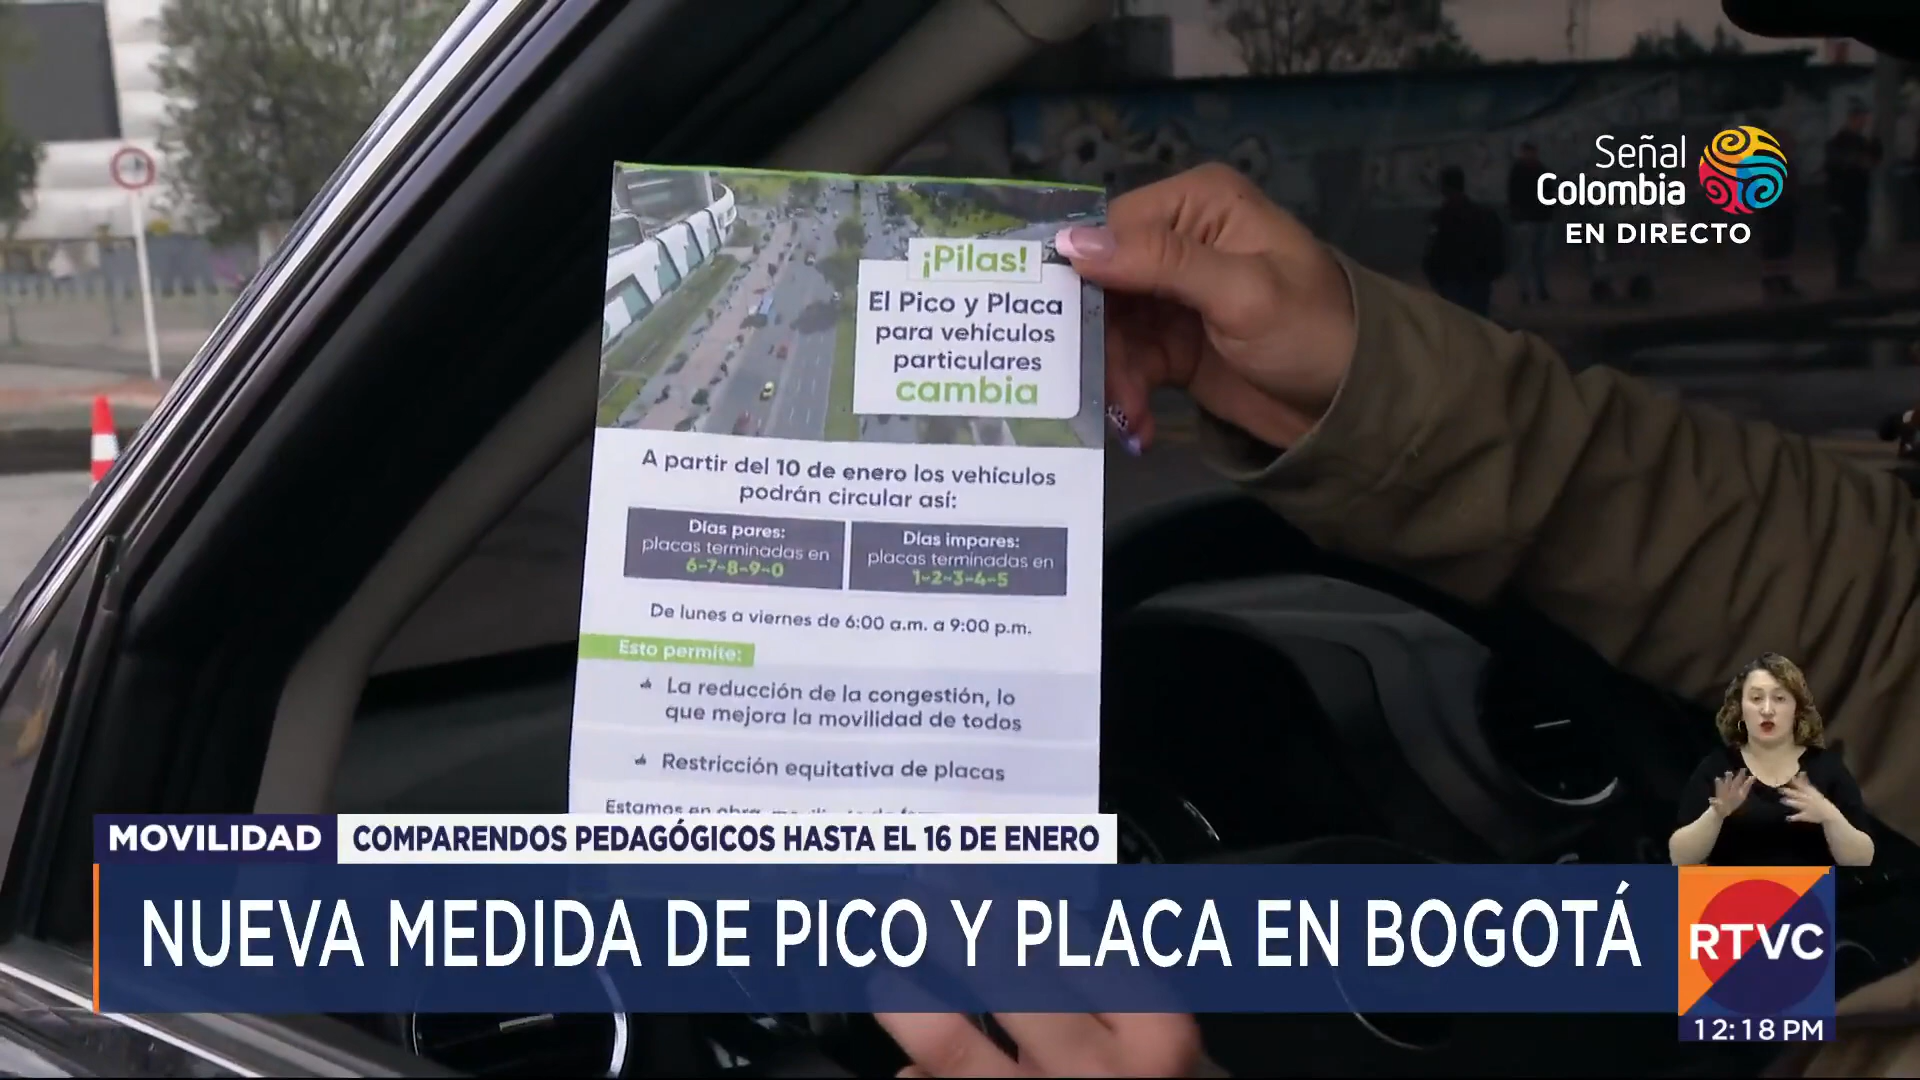 Señal
Colombia
EN DIRECTO
¡Pilas!
El Pico y Placa
para vehículos
particulares
cambia
A partir del 10 de enero los vehículos
podrán circular así:
Días pares:
placas terminadas en
6-7-8-9-0
Días impares:
placas terminadas en
1-2-3-4-5
De lunes a viernes de 6:00 a.m. a 9:00 p.m.
Esto permite:
La reducción de la congestión, lo
que mejora la movilidad de todos
Restricción equitativa de placas
Estamos en obra
MOVILIDAD
COMPARENDOS PEDAGÓGICOS HASTA EL 16 DE ENERO
NUEVA MEDIDA DE PICO Y PLACA EN BOGOTÁ
RTVC
12:18 PM